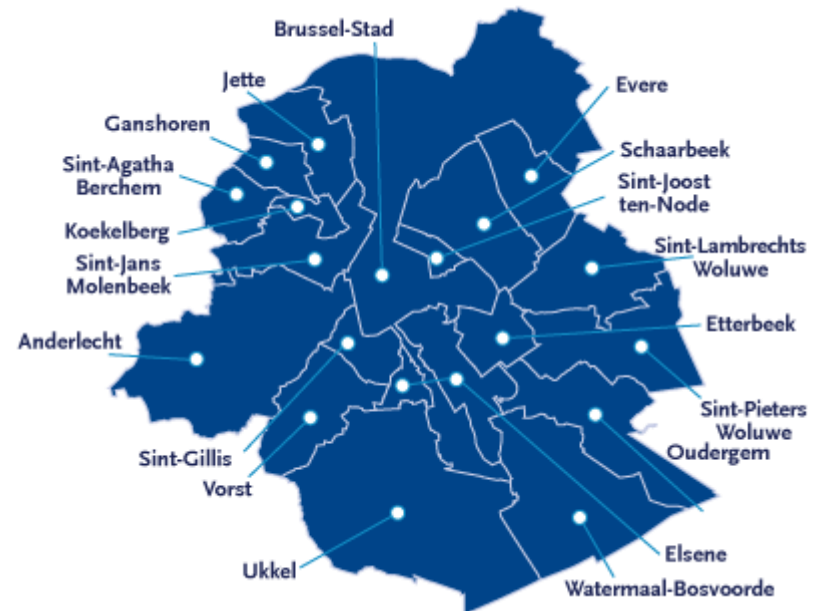 Brussel-Stad
Jette
Evere
Ganshoren
Schaarbeek
Sint-Agatha
Berchem
Sint-Joost
ten-Node
Koekelberg
Sint-Lambrechts
Woluwe
Sint-Jans
Molenbeek
Etterbeek
Anderlecht
Sint-Pieters
Woluwe
Oudergem
Sint-Gillis
Vorst
Elsene
Ukkel
Watermaal-Bosvoorde